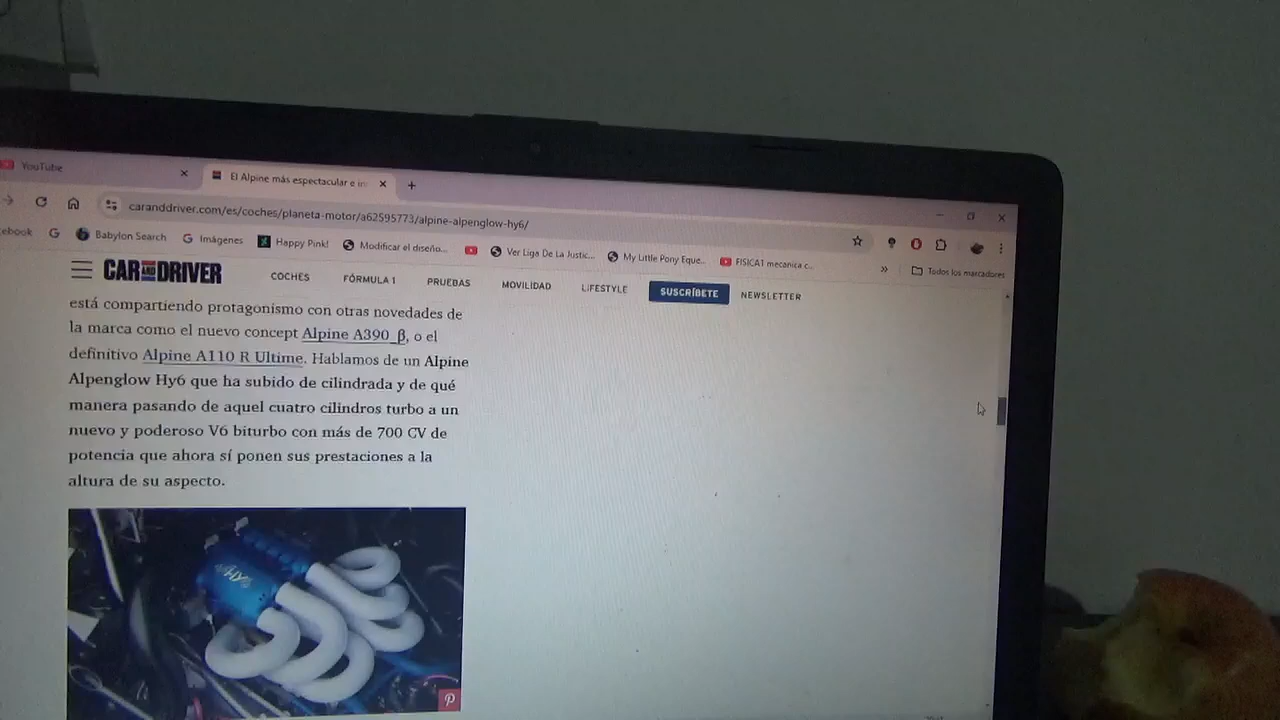 YouTube
El Alpine más espectacular e in
caranddriver.com/es/coches/planeta-motor/a62595773/alpine-alpenglow-hy6/
ebook
Babylon Search
Imágenes
Happy Pink!
Modificar el diseño...
Ver Liga De La Justic...
My Little Pony Eque...
FISICA1 mecanica c...
»
Todos los marcadores
CAR AND DRIVER
COCHES
FÓRMULA 1
PRUEBAS
MOVILIDAD
LIFESTYLE
SUSCRÍBETE
NEWSLETTER
está compartiendo protagonismo con otras novedades de
la marca como el nuevo concept Alpine A390_β, o el
definitivo Alpine A110 R Ultime. Hablamos de un Alpine
Alpenglow Hy6 que ha subido de cilindrada y de qué
manera pasando de aquel cuatro cilindros turbo a un
nuevo y poderoso V6 biturbo con más de 700 CV de
potencia que ahora sí ponen sus prestaciones a la
altura de su aspecto.